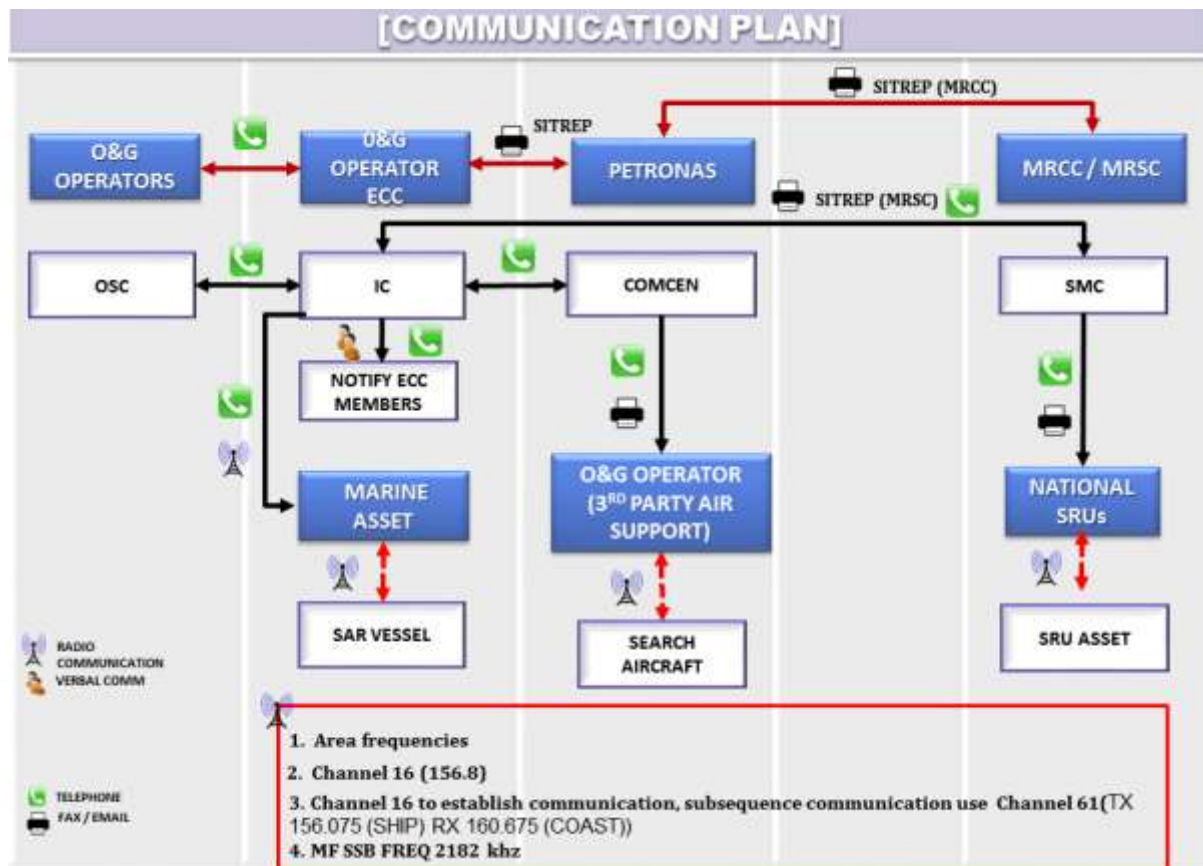 [COMMUNICATION PLAN]
SITREP (MRCC)
SITREP
O&G
OPERATORS
O&G
OPERATOR
ECC
PETRONAS
MRCC / MRSC
SITREP (MRSC)
OSC
IC
COMCEN
SMC
NOTIFY ECC
MEMBERS
MARINE
ASSET
O&G OPERATOR
(3RD PARTY AIR
SUPPORT)
NATIONAL
SRUs
SAR VESSEL
SEARCH
AIRCRAFT
SRU ASSET
RADIO
COMMUNICATION
VERBAL COMM
1. Area frequencies
2. Channel 16 (156.8)
3. Channel 16 to establish communication, subsequence communication use Channel 61(TX
156.075 (SHIP) RX 160.675 (COAST))
4. MF SSB FREQ 2182 khz
TELEPHONE
FAX / EMAIL